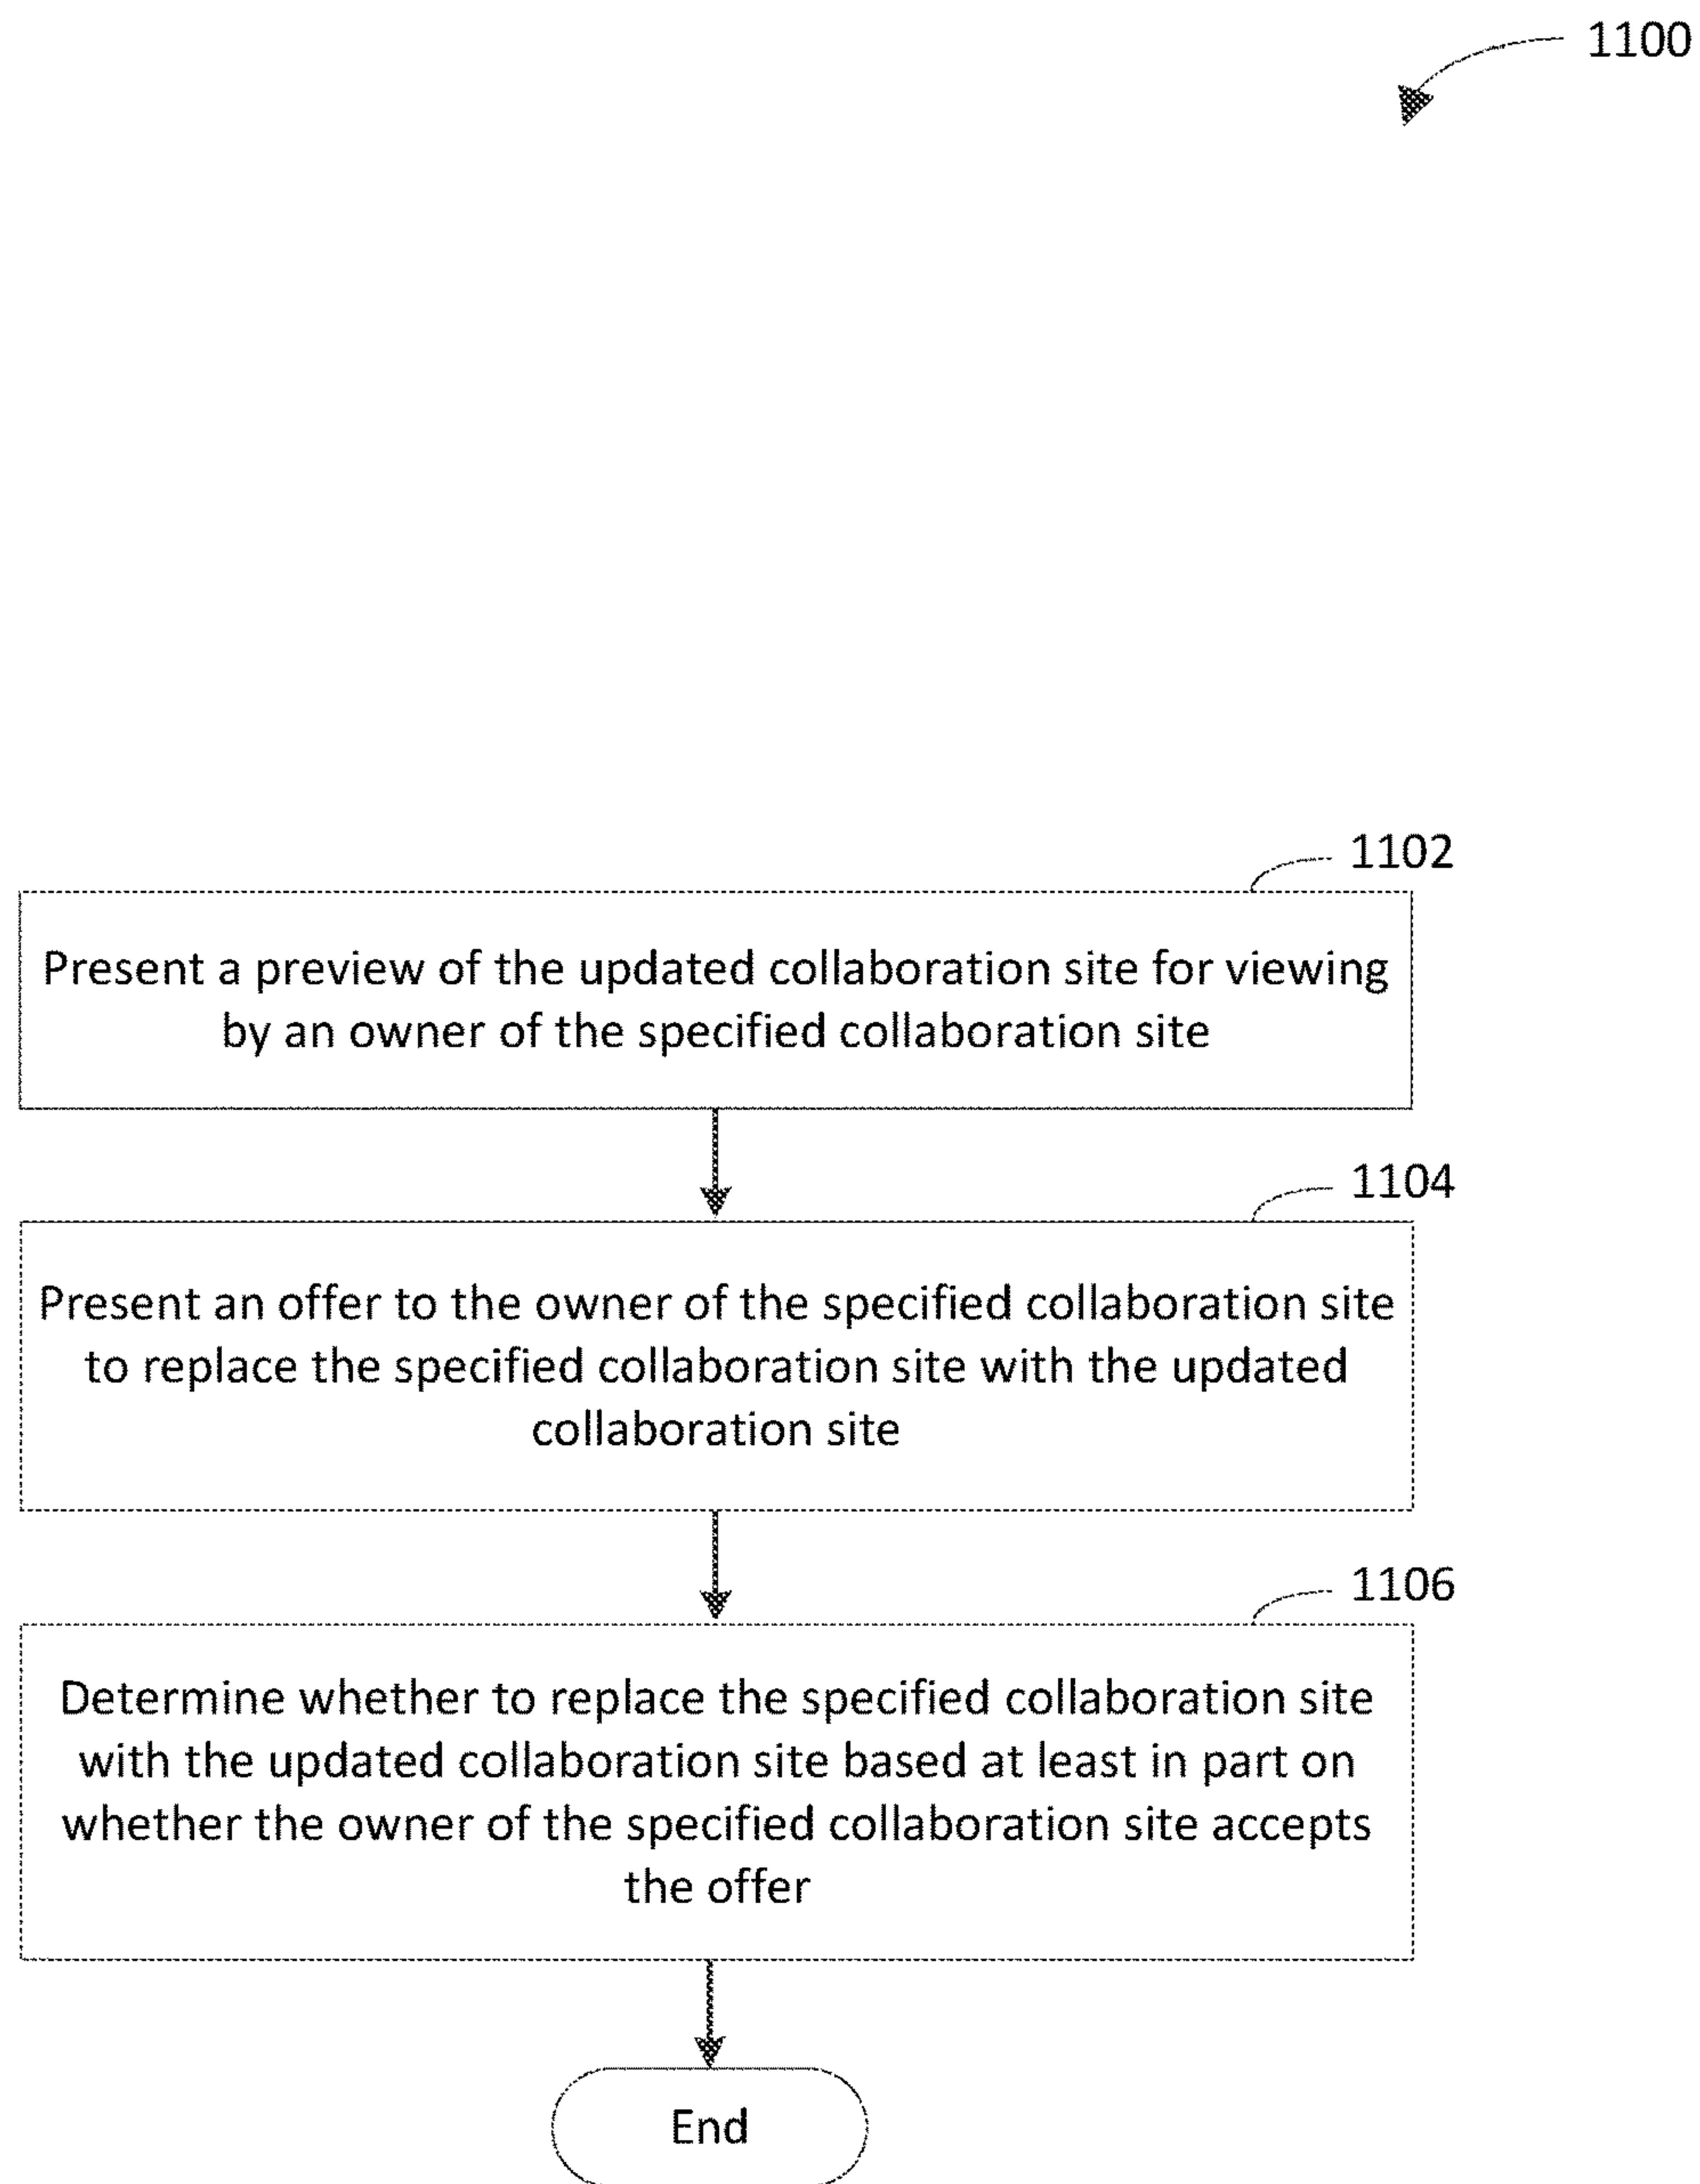 1100
1102
Present a preview of the updated collaboration site for viewing
by an owner of the specified collaboration site
1104
Present an offer to the owner of the specified collaboration site
to replace the specified collaboration site with the updated
collaboration site
1106
Determine whether to replace the specified collaboration site
with the updated collaboration site based at least in part on
whether the owner of the specified collaboration site accepts
the offer
End